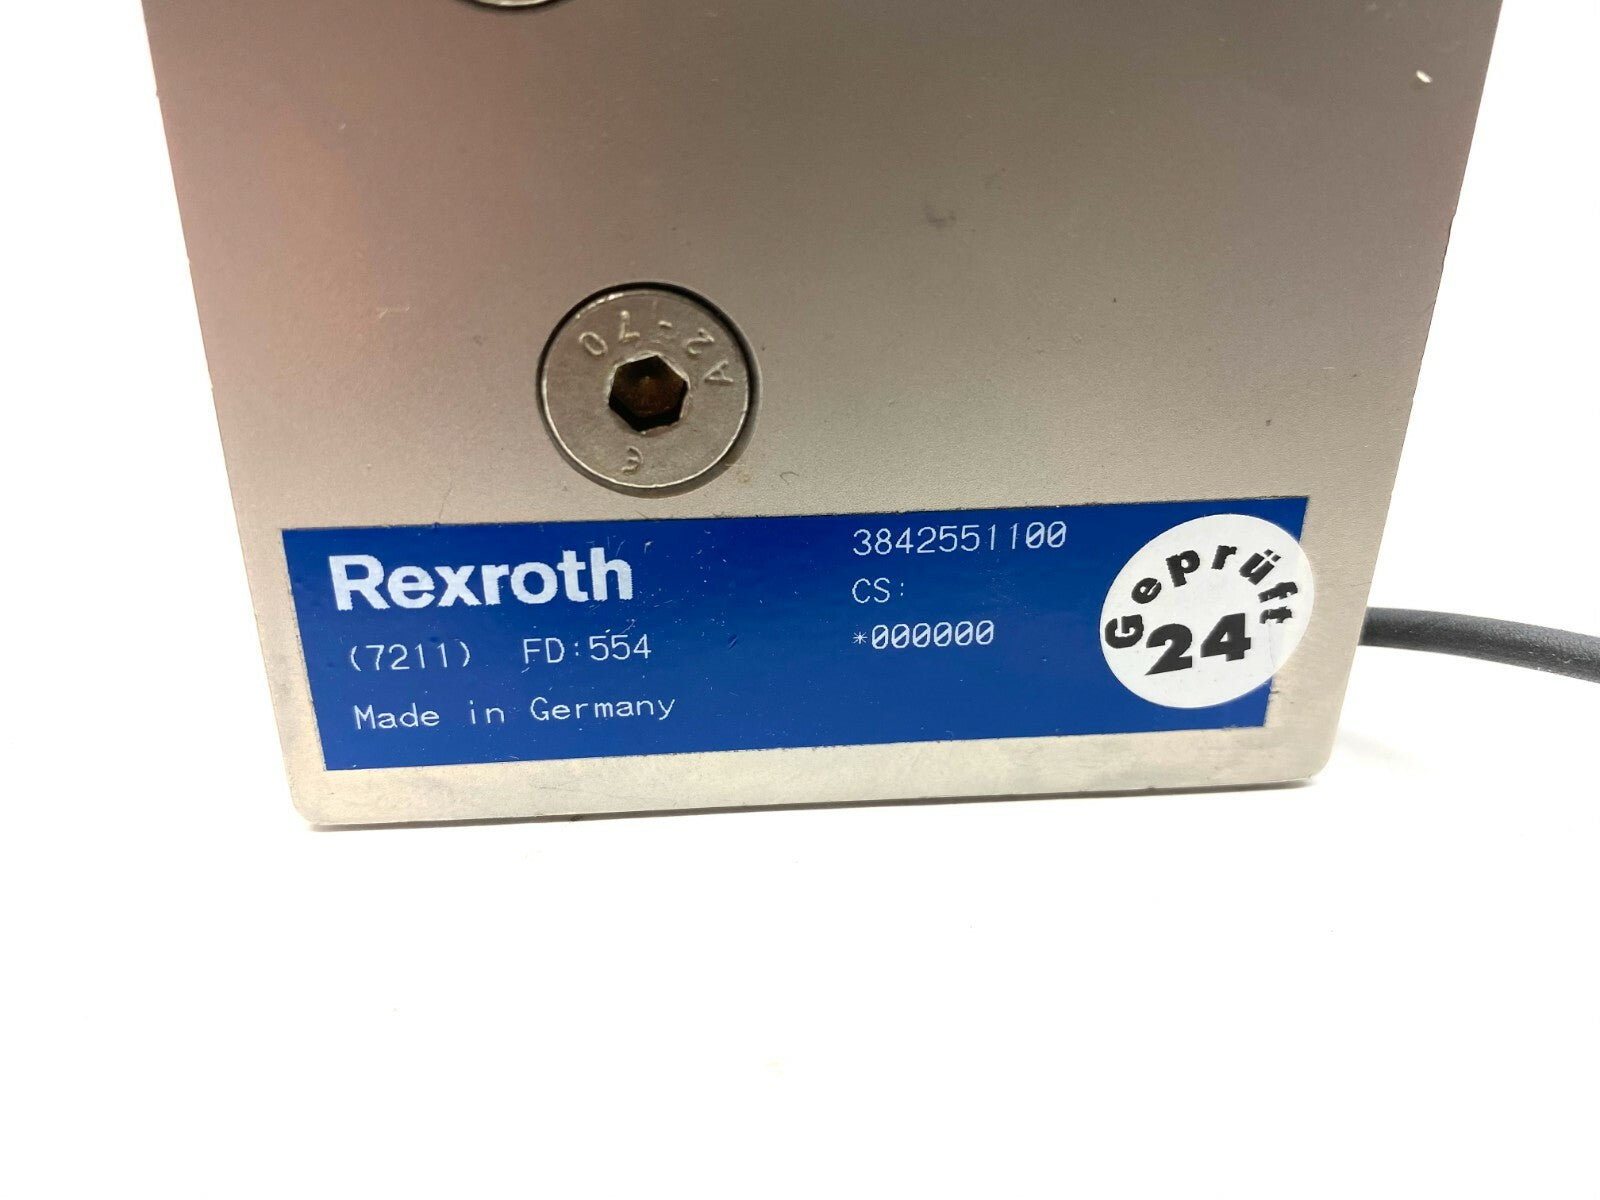 A2-70
Rexroth
3842551100
CS:
(7211) FD:554
*000000
Made in Germany
Geprüft
24